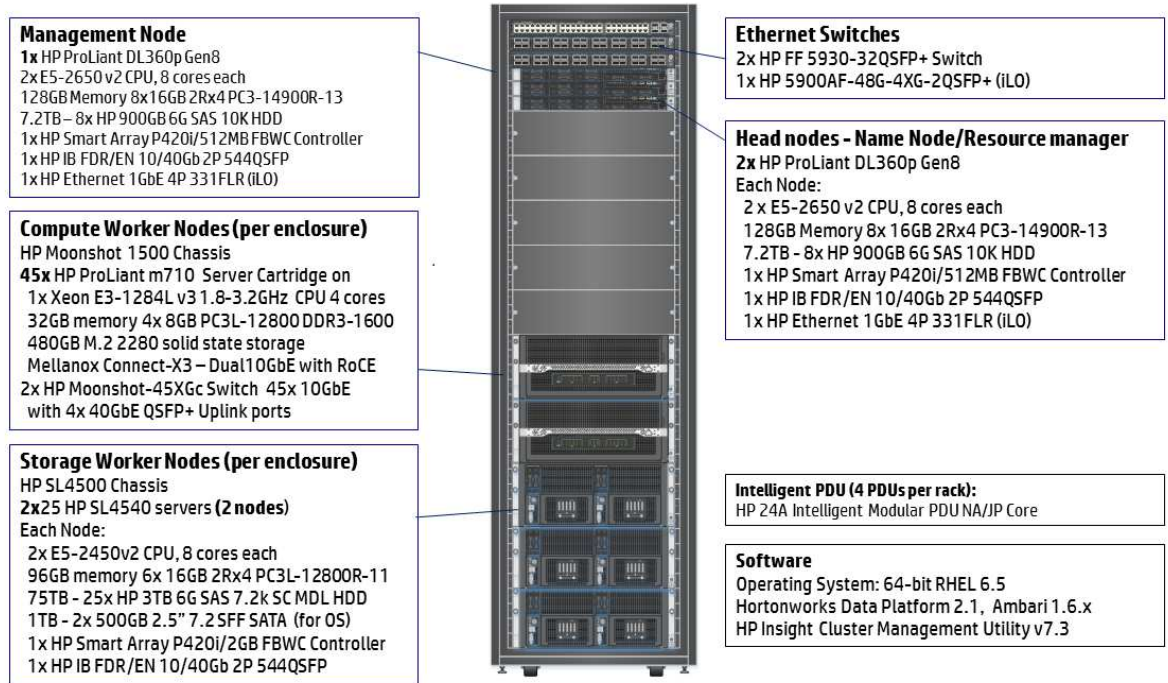 Management Node
1x HP ProLiant DL360p Gen8
2x E5-2650 v2 CPU, 8 cores each
128GB Memory 8x16GB 2Rx4 PC3-14900R-13
7.2TB – 8x HP 900GB 6G SAS 10K HDD
1x HP Smart Array P420i/512MB FBWC Controller
1x HP IB FDR/EN 10/40Gb 2P 544QSFP
1x HP Ethernet 1GbE 4P 331FLR (iLO)
Compute Worker Nodes (per enclosure)
HP Moonshot 1500 Chassis
45x HP ProLiant m710 Server Cartridge on
1x Xeon E3-1284L v3 1.8-3.2GHz CPU 4 cores
32GB memory 4x 8GB PC3L-12800 DDR3-1600
480GB M.2 2280 solid state storage
Mellanox Connect-X3 – Dual10GbE with RoCE
2x HP Moonshot-45XGc Switch 45x 10GbE
with 4x 40GbE QSFP+ Uplink ports
Storage Worker Nodes (per enclosure)
HP SL4500 Chassis
2x25 HP SL4540 servers (2 nodes)
Each Node:
2x E5-2450v2 CPU, 8 cores each
96GB memory 6x 16GB 2Rx4 PC3L-12800R-11
75TB - 25x HP 3TB 6G SAS 7.2k SC MDL HDD
1TB - 2x 500GB 2.5” 7.2 SFF SATA (for OS)
1x HP Smart Array P420i/2GB FBWC Controller
1x HP IB FDR/EN 10/40Gb 2P 544QSFP
Ethernet Switches
2x HP FF 5930-32QSFP+ Switch
1x HP 5900AF-48G-4XG-2QSFP+ (iLO)
Head nodes - Name Node/Resource manager
2x HP ProLiant DL360p Gen8
Each Node:
2 x E5-2650 v2 CPU, 8 cores each
128GB Memory 8x 16GB 2Rx4 PC3-14900R-13
7.2TB - 8x HP 900GB 6G SAS 10K HDD
1x HP Smart Array P420i/512MB FBWC Controller
1x HP IB FDR/EN 10/40Gb 2P 544QSFP
1x HP Ethernet 1GbE 4P 331FLR (iLO)
Intelligent PDU (4 PDUs per rack):
HP 24A Intelligent Modular PDU NA/JP Core
Software
Operating System: 64-bit RHEL 6.5
Hortonworks Data Platform 2.1, Ambari 1.6.x
HP Insight Cluster Management Utility v7.3